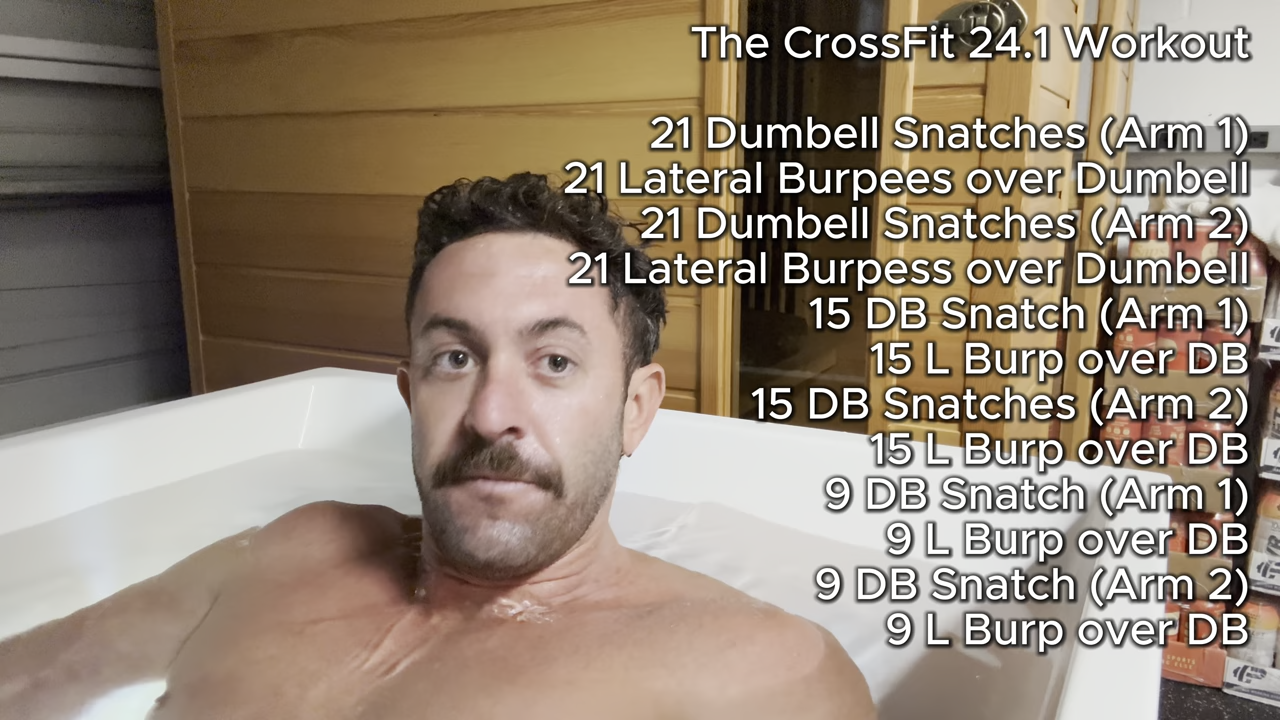 The CrossFit 24.1 Workout
21 Dumbell Snatches (Arm 1)
21 Lateral Burpees over Dumbell
21 Dumbell Snatches (Arm 2)
21 Lateral Burpess over Dumbell
15 DB Snatch (Arm 1)
15 L Burp over DB
15 DB Snatches (Arm 2)
15 L Burp over DB
9 DB Snatch (Arm 1)
9 L Burp over DB
9 DB Snatch (Arm 2)
9 L Burp over DB